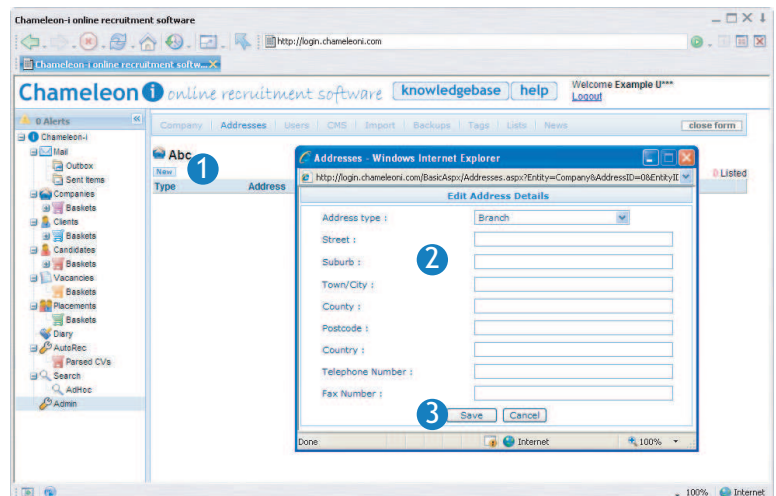 Chameleon-i online recruitment software
http://login.chameleoni.com
Chameleon-i online recruitment softw...
Chameleon i online recruitment software knowledgebase help Welcome Example U***
Logout
0 Alerts
Company Addresses Users CMS Import Backups Tags Lists News close form
Chameleon-i
Mail
Outbox
Sent Items
Companies
Baskets
Clients
Baskets
Candidates
Baskets
Vacancies
Baskets
Placements
Baskets
Diary
AutoRec
Parsed CVs
Search
AdHoc
Admin
Abc
1
New
0 Listed
Type Address
Addresses - Windows Internet Explorer
http://login.chameleoni.com/BasicAspx/Addresses.aspx?Entity=Company&AddressID=0&EntityID
Edit Address Details
Address type : Branch
Street :
2
Suburb :
Town/City :
County :
Postcode :
Country :
Telephone Number :
Fax Number :
3 Save Cancel
Done Internet 100%
100% Internet